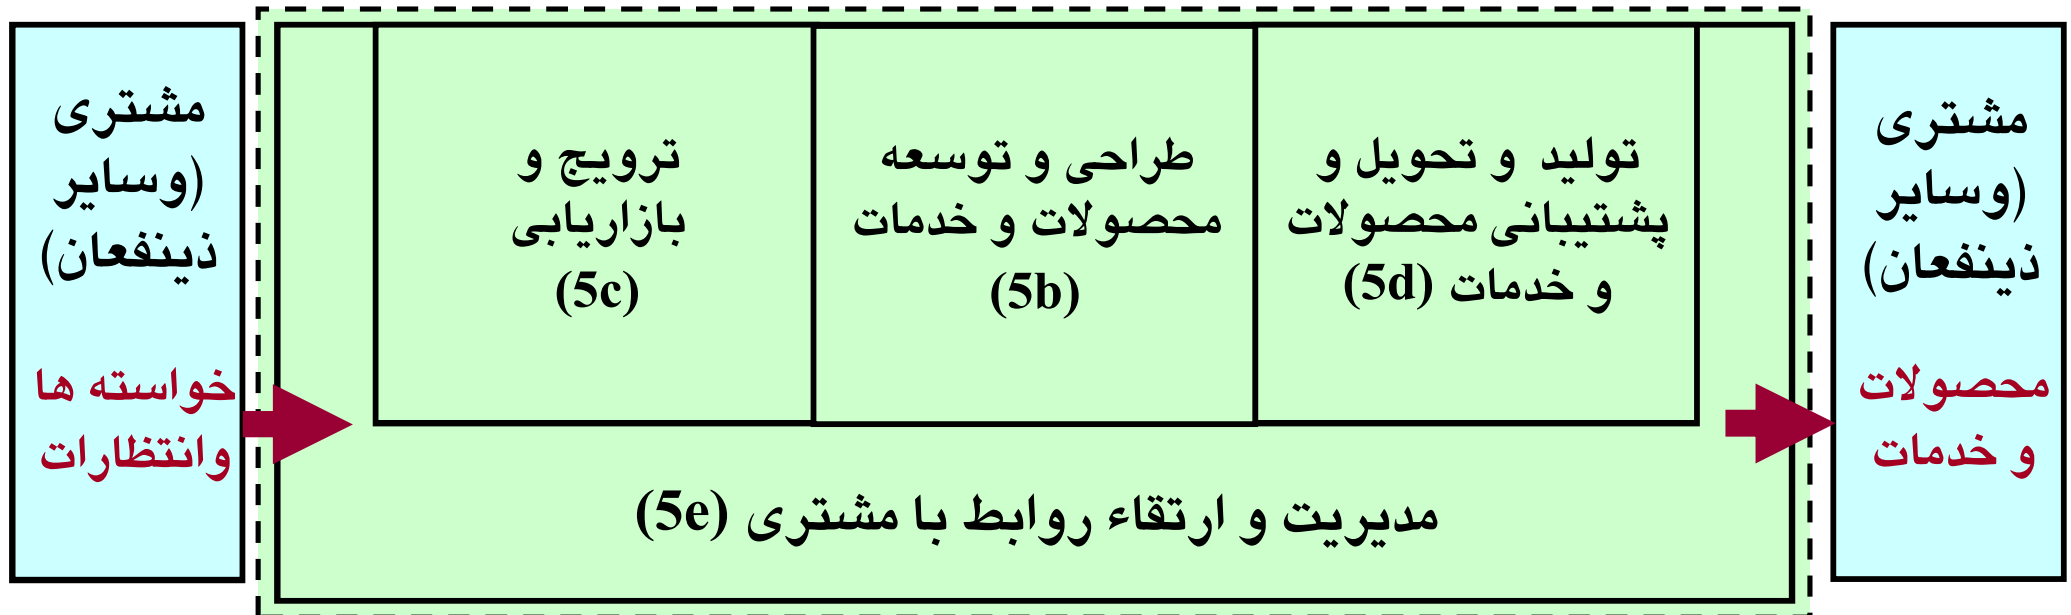 مشتری
(وسایر
ذینفعان)
خواسته ها
وانتظارات
ترویج و
بازاریابی
(5c)
طراحی و توسعه
محصولات و خدمات
(5b)
تولید و تحویل و
پشتیبانی محصولات
و خدمات (5d)
مدیریت و ارتقاء روابط با مشتری (5e)
مشتری
(وسایر
ذینفعان)
محصولات
و خدمات